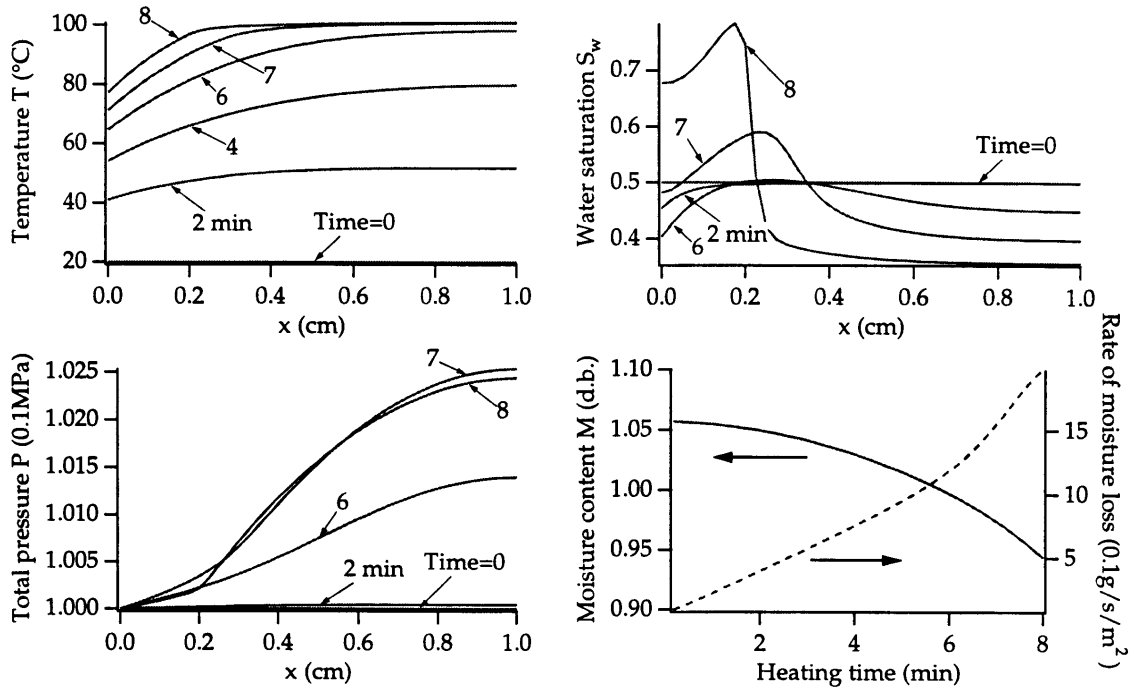 Temperature T (°C)
100
80
60
40
20
8
7
6
4
2 min
Time=0
0.0 0.2 0.4 0.6 0.8 1.0
x (cm)
Water saturation Sw
0.7
0.6
0.5
0.4
8
7
Time=0
6
2 min
0.0 0.2 0.4 0.6 0.8 1.0
x (cm)
Total pressure P (0.1MPa)
1.025
1.020
1.015
1.010
1.005
1.000
7
8
6
2 min
Time=0
0.0 0.2 0.4 0.6 0.8 1.0
x (cm)
Moisture content M (d.b.)
1.10
1.05
1.00
0.95
0.90
2 4 6 8
Heating time (min)
15
10
5
Rate of moisture loss (0.1g/s/m²)